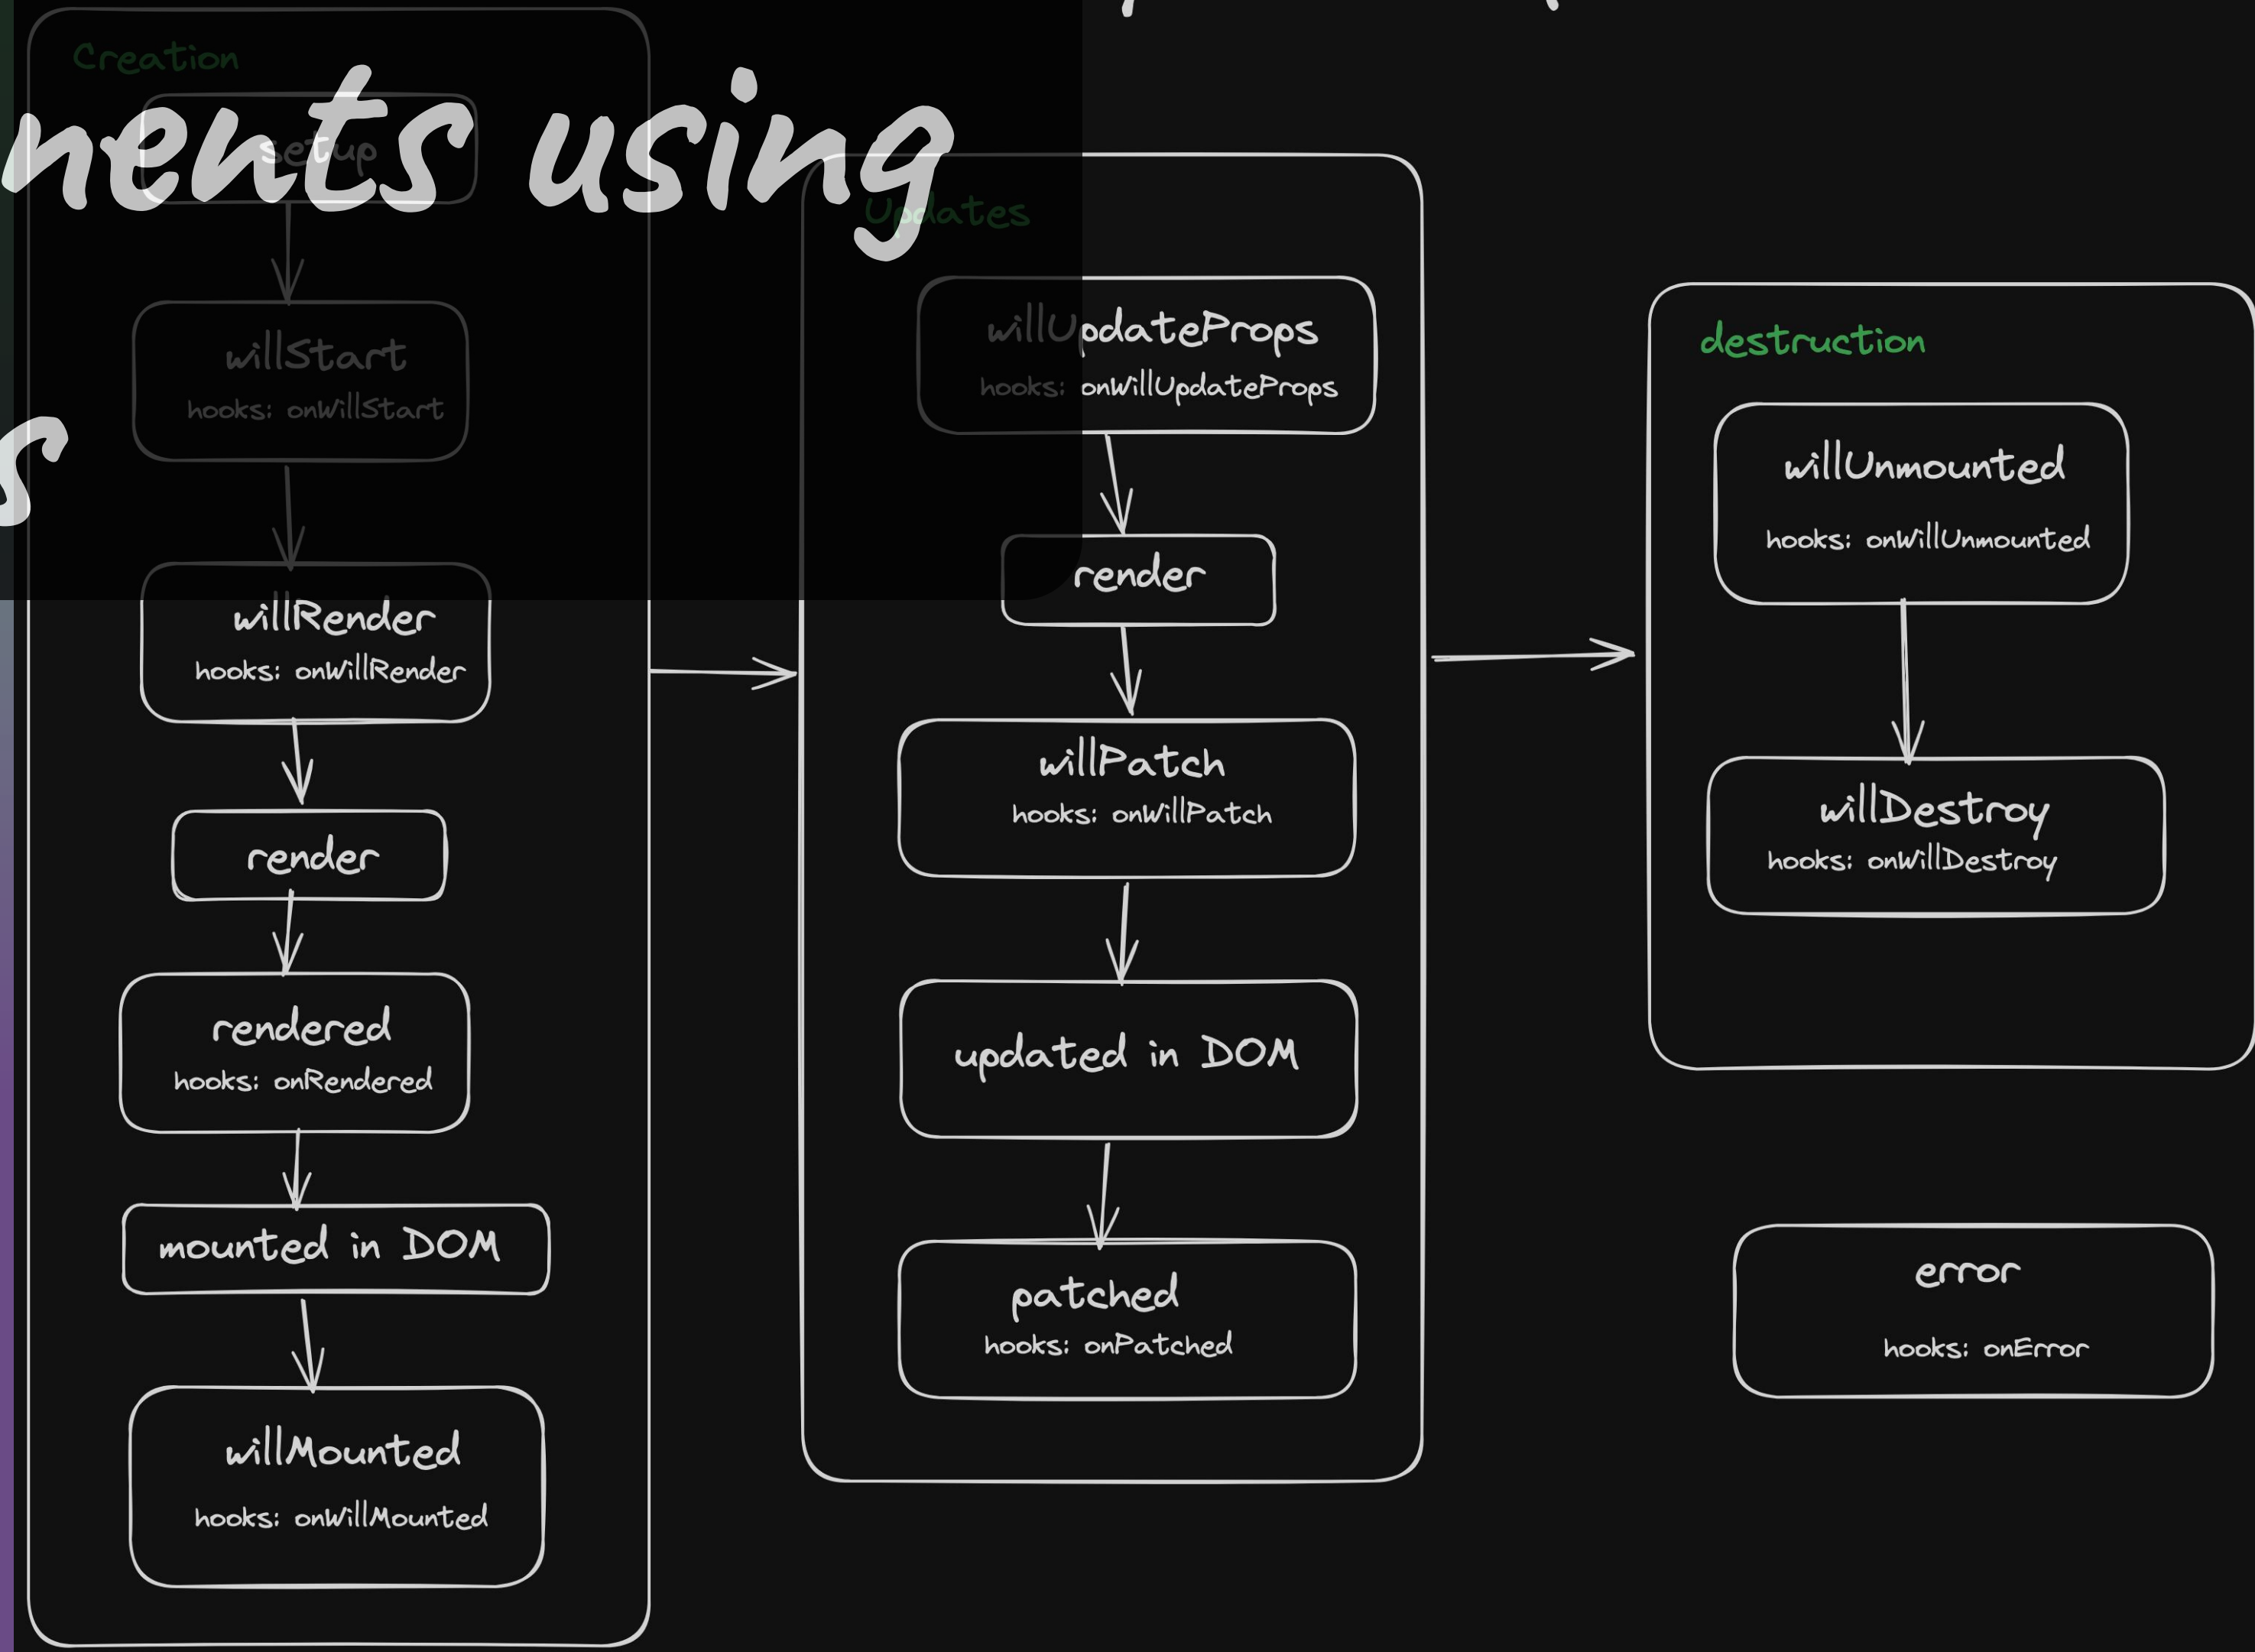 Creation
nents using
setup
willStart
hooks: onWillStart
s
willRender
hooks: onWillRender
render
rendered
hooks: onRendered
mounted in DOM
willMounted
hooks: onWillMounted
Updates
willUpdateProps
hooks: onWillUpdateProps
render
willPatch
hooks: onWillPatch
updated in DOM
patched
hooks: onPatched
destruction
willUnmounted
hooks: onWillUnmounted
willDestroy
hooks: onWillDestroy
error
hooks: onError